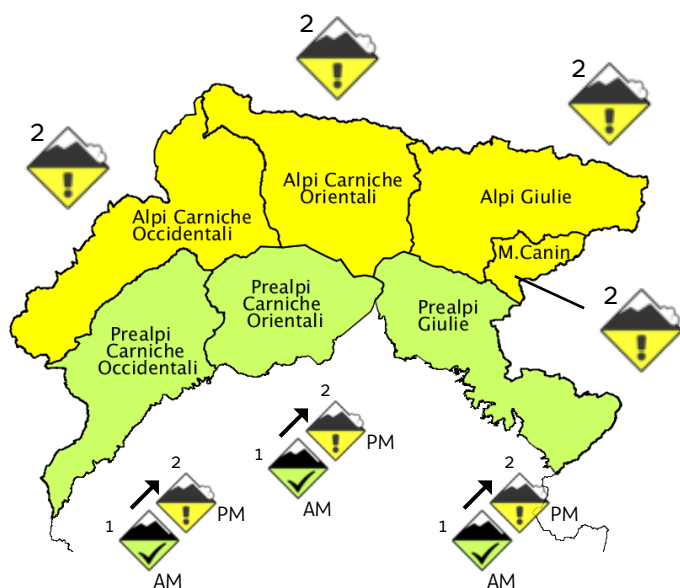 2
2
2
Alpi Carniche
Orientali
Alpi Giulie
Alpi Carniche
Occidentali
M.Canin
Prealpi
Carniche
Orientali
Prealpi
Giulie
2
Prealpi
Carniche
Occidentali
2
1
PM
AM
2
1
PM
AM
2
1
PM
AM